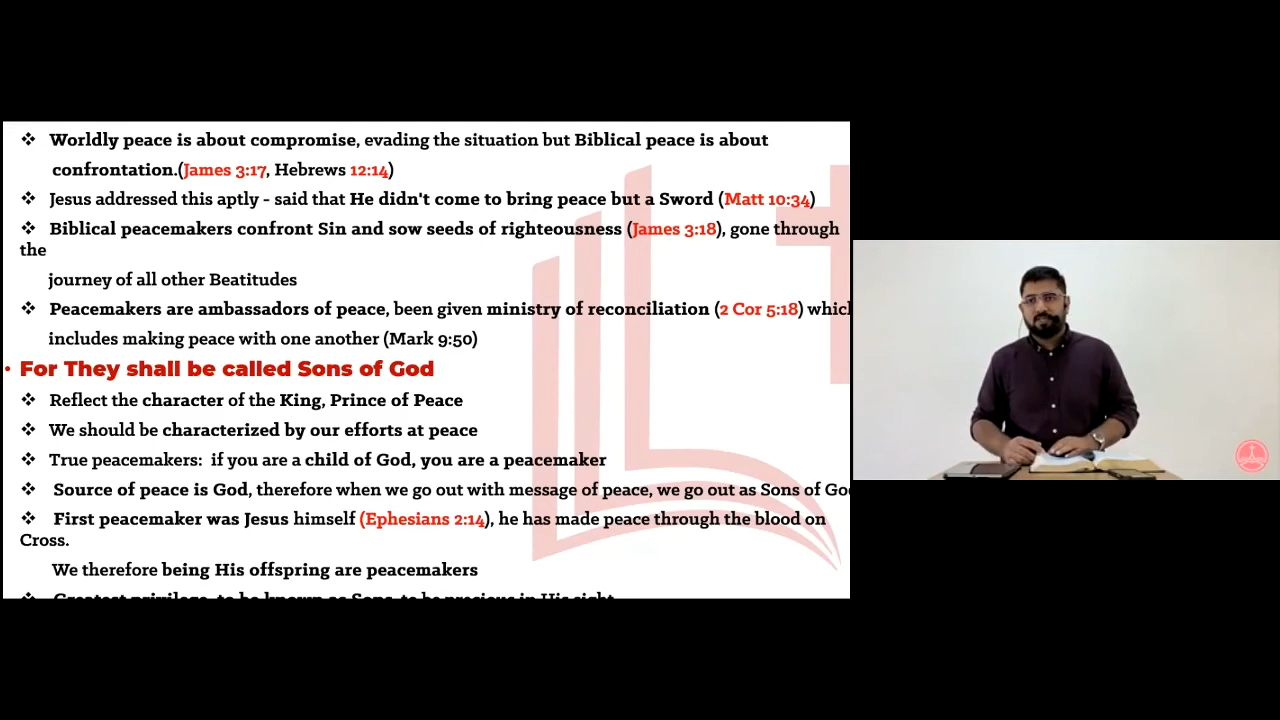 ❖ Worldly peace is about compromise, evading the situation but Biblical peace is about
confrontation.(James 3:17, Hebrews 12:14)
❖ Jesus addressed this aptly - said that He didn't come to bring peace but a Sword (Matt 10:34)
❖ Biblical peacemakers confront Sin and sow seeds of righteousness (James 3:18), gone through
the
journey of all other Beatitudes
❖ Peacemakers are ambassadors of peace, been given ministry of reconciliation (2 Cor 5:18)
includes making peace with one another (Mark 9:50)
• For They shall be called Sons of God
❖ Reflect the character of the King, Prince of Peace
❖ We should be characterized by our efforts at peace
❖ True peacemakers: if you are a child of God, you are a peacemaker
❖ Source of peace is God, therefore when we go out with message of peace, we go out as Sons of
❖ First peacemaker was Jesus himself (Ephesians 2:14), he has made peace through the blood on
Cross.
We therefore being His offspring are peacemakers
❖ Greatest privilege, to be known as Sons, to be precious in His sight